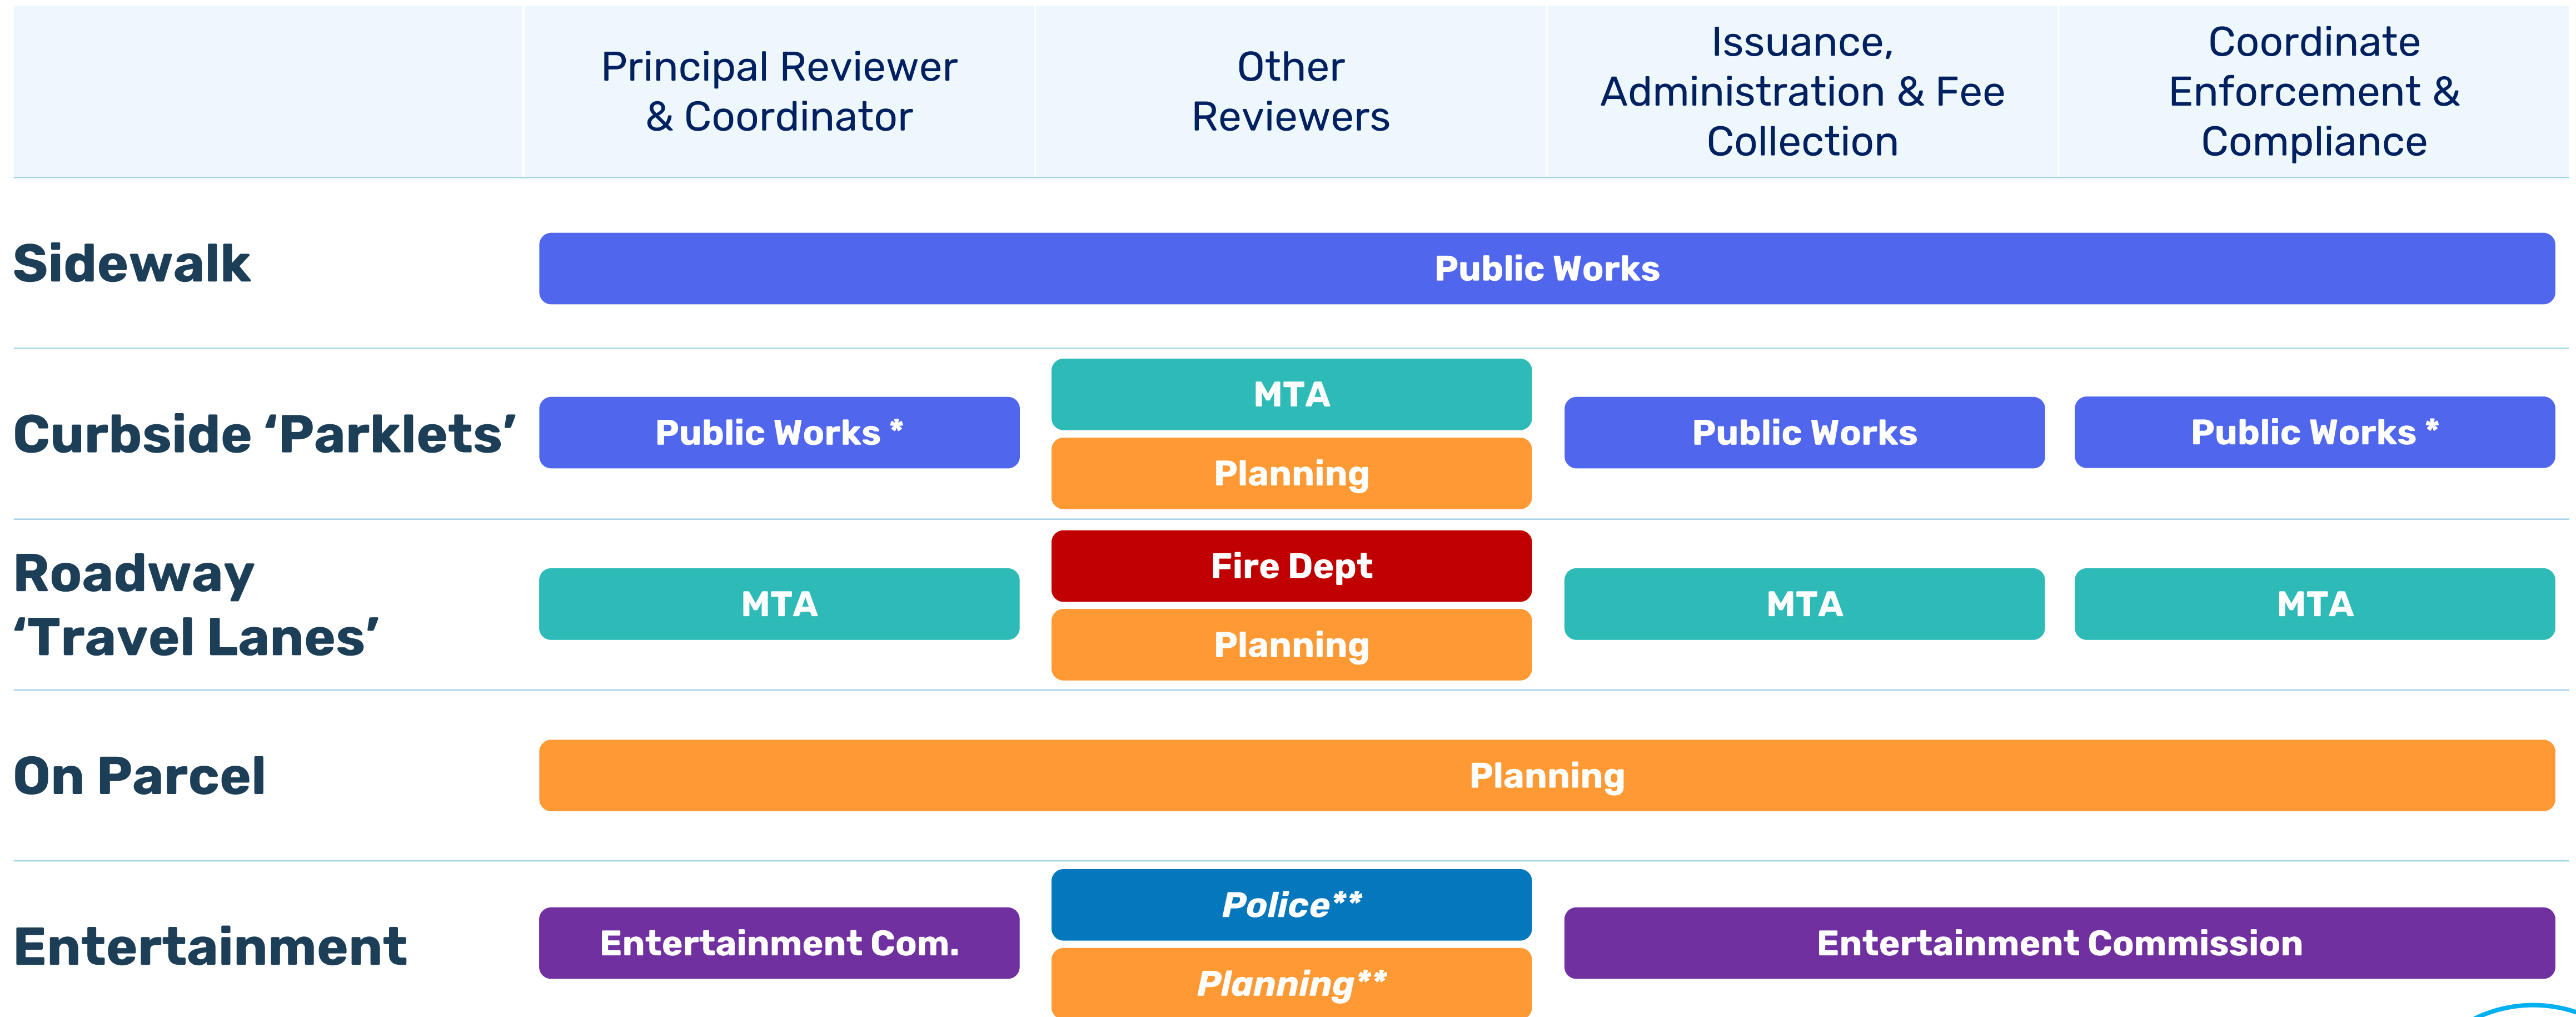 Principal Reviewer
& Coordinator
Other
Reviewers
Issuance,
Administration & Fee
Collection
Coordinate
Enforcement &
Compliance
Sidewalk
Public Works
Curbside ‘Parklets’
Public Works *
MTA
Planning
Public Works
Public Works *
Roadway
‘Travel Lanes’
MTA
Fire Dept
Planning
MTA
MTA
On Parcel
Planning
Entertainment
Entertainment Com.
Police**
Planning**
Entertainment Commission